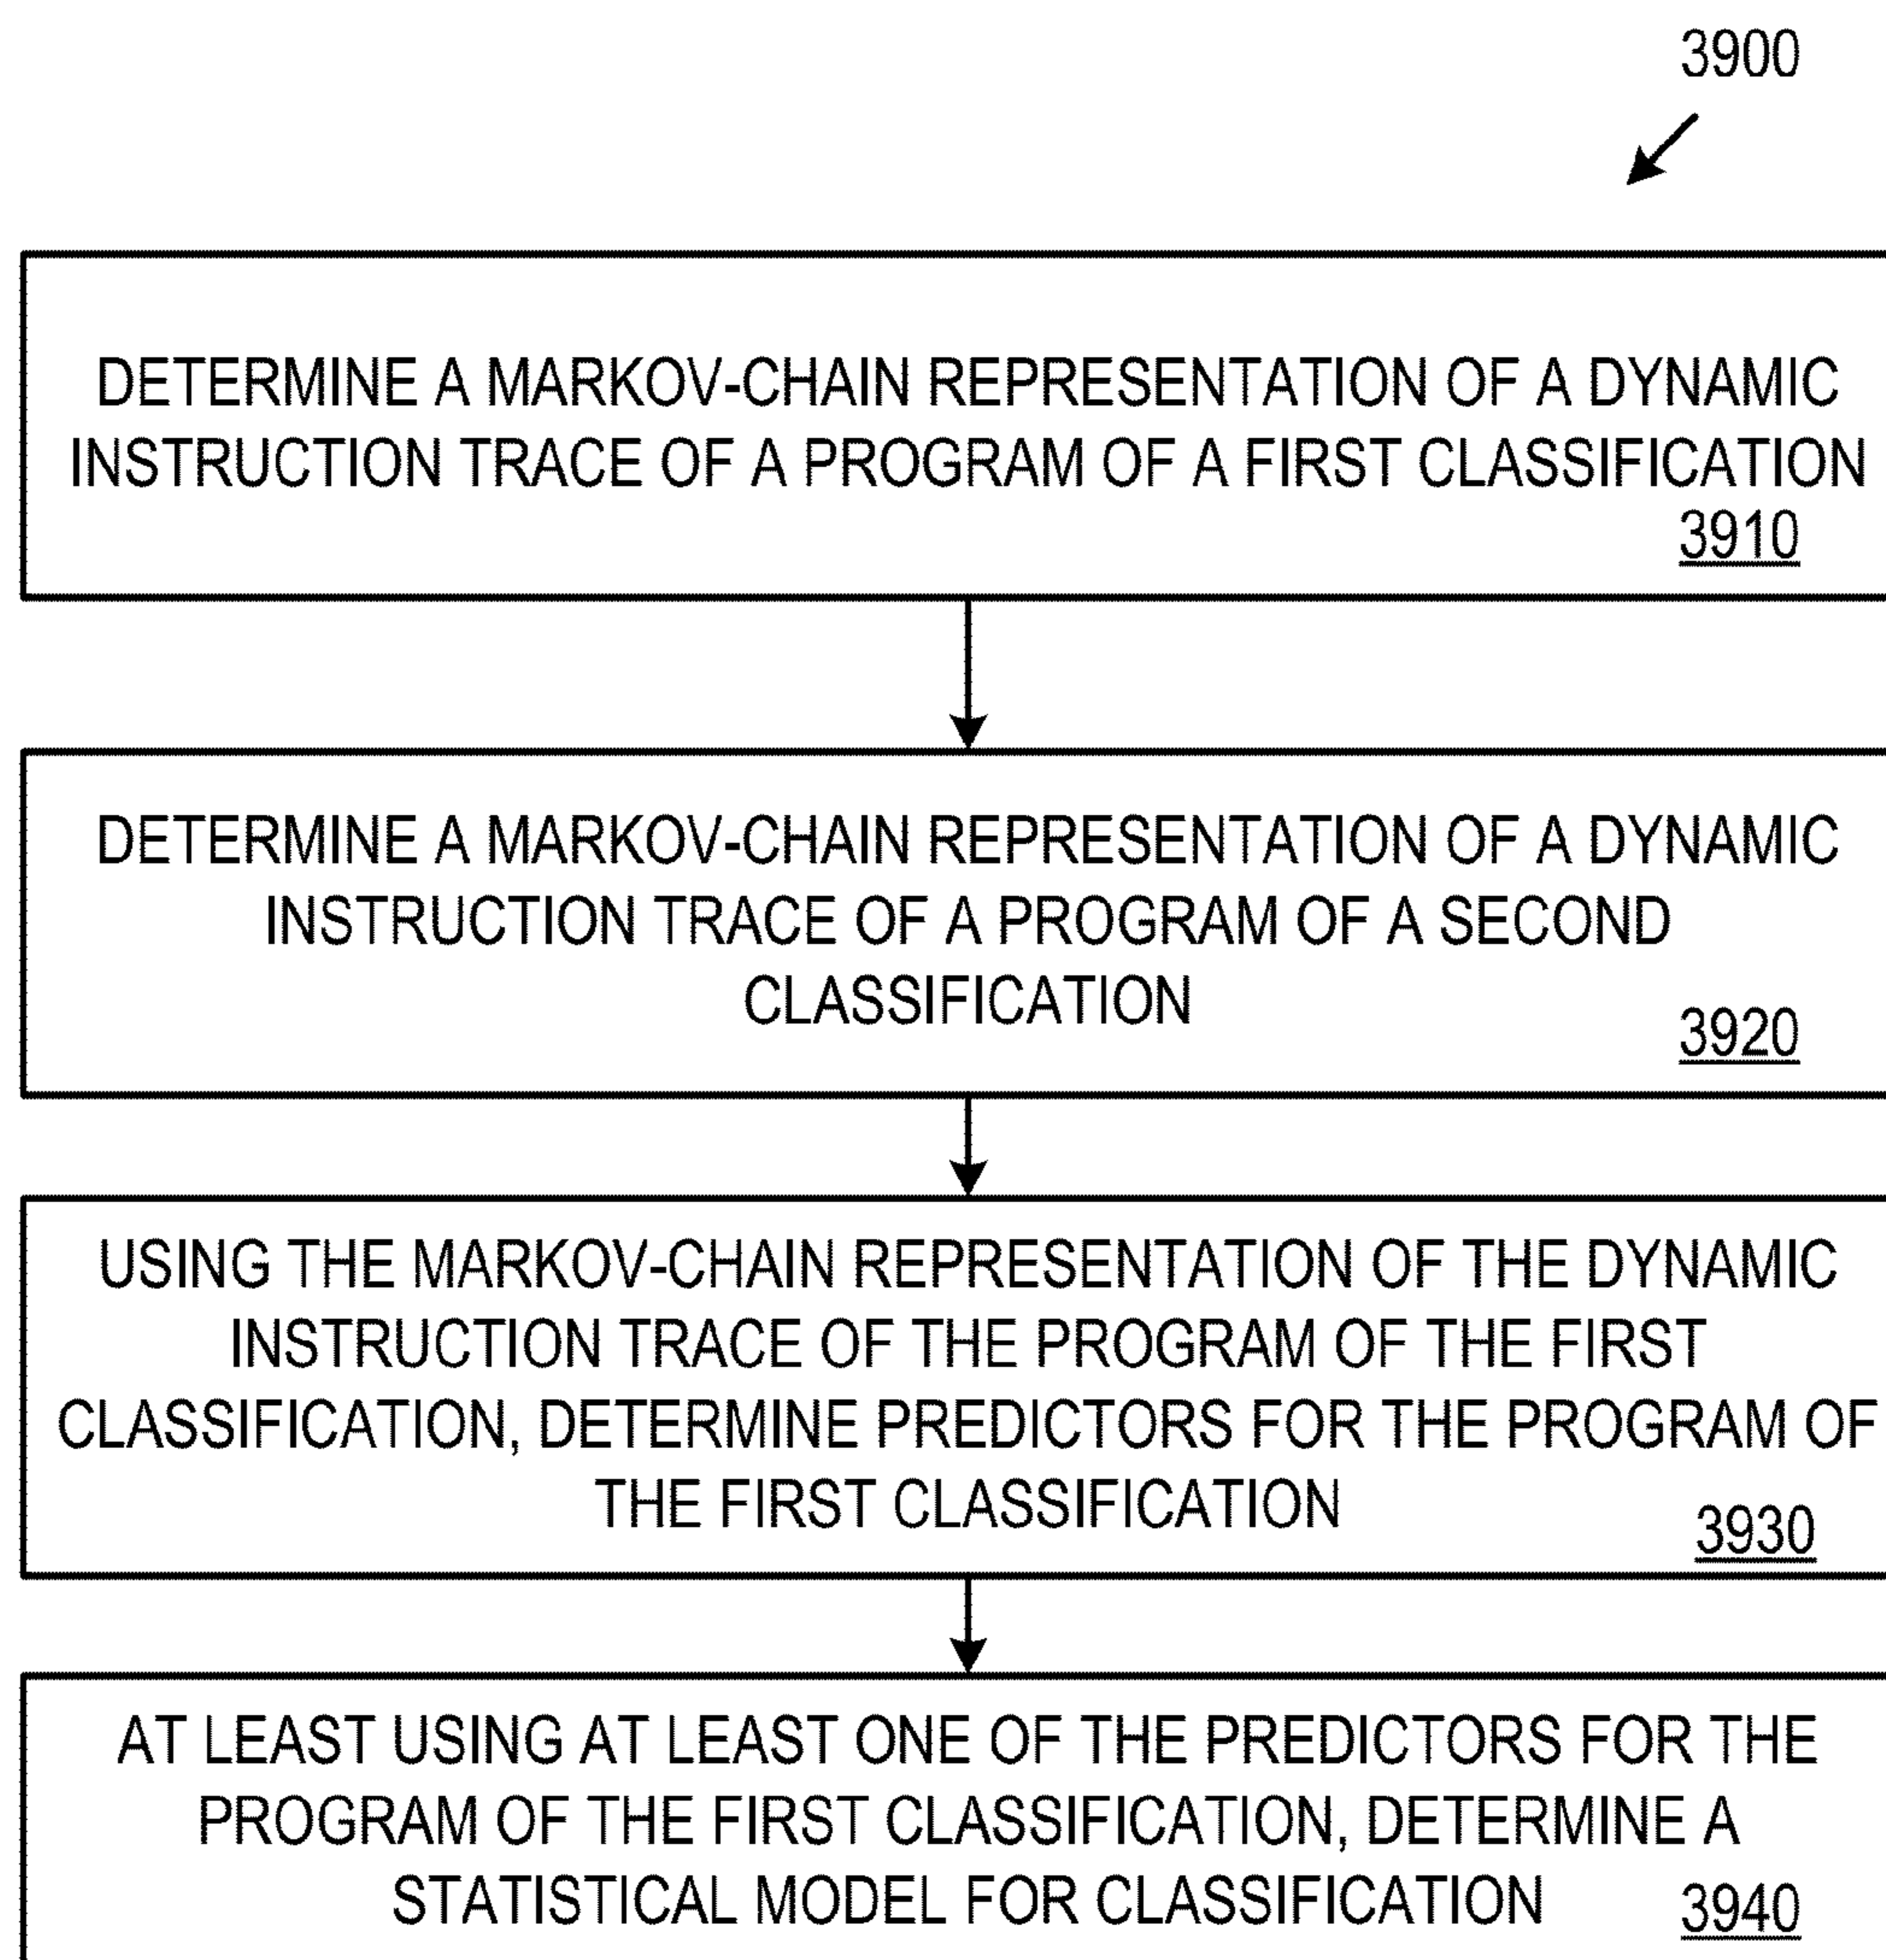 3900
DETERMINE A MARKOV-CHAIN REPRESENTATION OF A DYNAMIC
INSTRUCTION TRACE OF A PROGRAM OF A FIRST CLASSIFICATION
3910
DETERMINE A MARKOV-CHAIN REPRESENTATION OF A DYNAMIC
INSTRUCTION TRACE OF A PROGRAM OF A SECOND
CLASSIFICATION
3920
USING THE MARKOV-CHAIN REPRESENTATION OF THE DYNAMIC
INSTRUCTION TRACE OF THE PROGRAM OF THE FIRST
CLASSIFICATION, DETERMINE PREDICTORS FOR THE PROGRAM OF
THE FIRST CLASSIFICATION
3930
AT LEAST USING AT LEAST ONE OF THE PREDICTORS FOR THE
PROGRAM OF THE FIRST CLASSIFICATION, DETERMINE A
STATISTICAL MODEL FOR CLASSIFICATION
3940